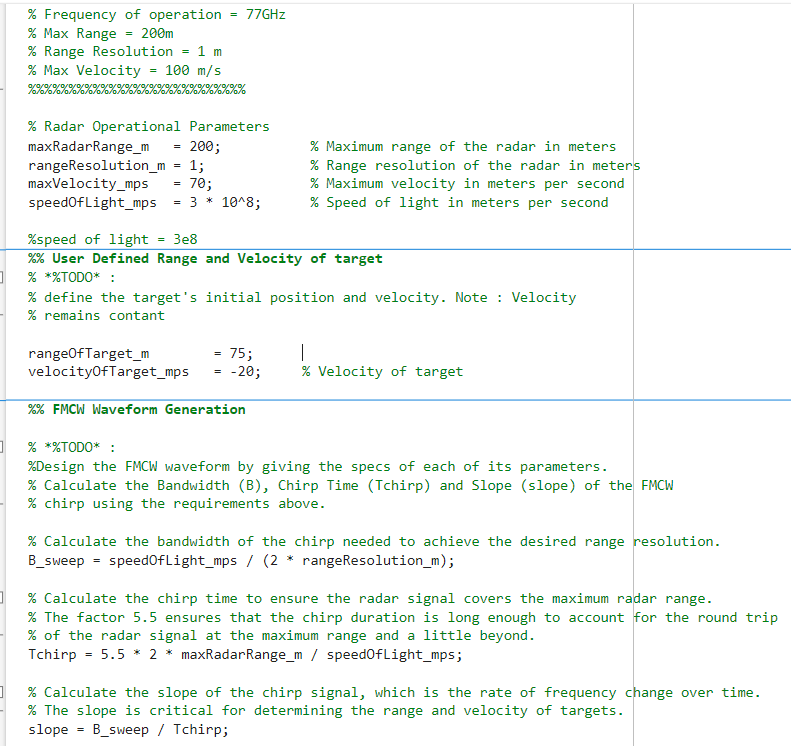 % Frequency of operation = 77GHz
% Max Range = 200m
% Range Resolution = 1 m
% Max Velocity = 100 m/s
%%%%%%%%%%%%%%%%%%%%%%%%%%%
% Radar Operational Parameters
maxRadarRange_m   = 200;           % Maximum range of the radar in meters
rangeResolution_m = 1;             % Range resolution of the radar in meters
maxVelocity_mps   = 70;            % Maximum velocity in meters per second
speedOfLight_mps  = 3 * 10^8;      % Speed of light in meters per second
%speed of light = 3e8
%% User Defined Range and Velocity of target
% *%TODO* :
% define the target's initial position and velocity. Note : Velocity
% remains contant
rangeOfTarget_m        = 75;
velocityOfTarget_mps   = -20;     % Velocity of target
%% FMCW Waveform Generation
% *%TODO* :
%Design the FMCW waveform by giving the specs of each of its parameters.
% Calculate the Bandwidth (B), Chirp Time (Tchirp) and Slope (slope) of the FMCW
% chirp using the requirements above.
% Calculate the bandwidth of the chirp needed to achieve the desired range resolution.
B_sweep = speedOfLight_mps / (2 * rangeResolution_m);
% Calculate the chirp time to ensure the radar signal covers the maximum radar range.
% The factor 5.5 ensures that the chirp duration is long enough to account for the round trip
% of the radar signal at the maximum range and a little beyond.
Tchirp = 5.5 * 2 * maxRadarRange_m / speedOfLight_mps;
% Calculate the slope of the chirp signal, which is the rate of frequency change over time.
% The slope is critical for determining the range and velocity of targets.
slope = B_sweep / Tchirp;